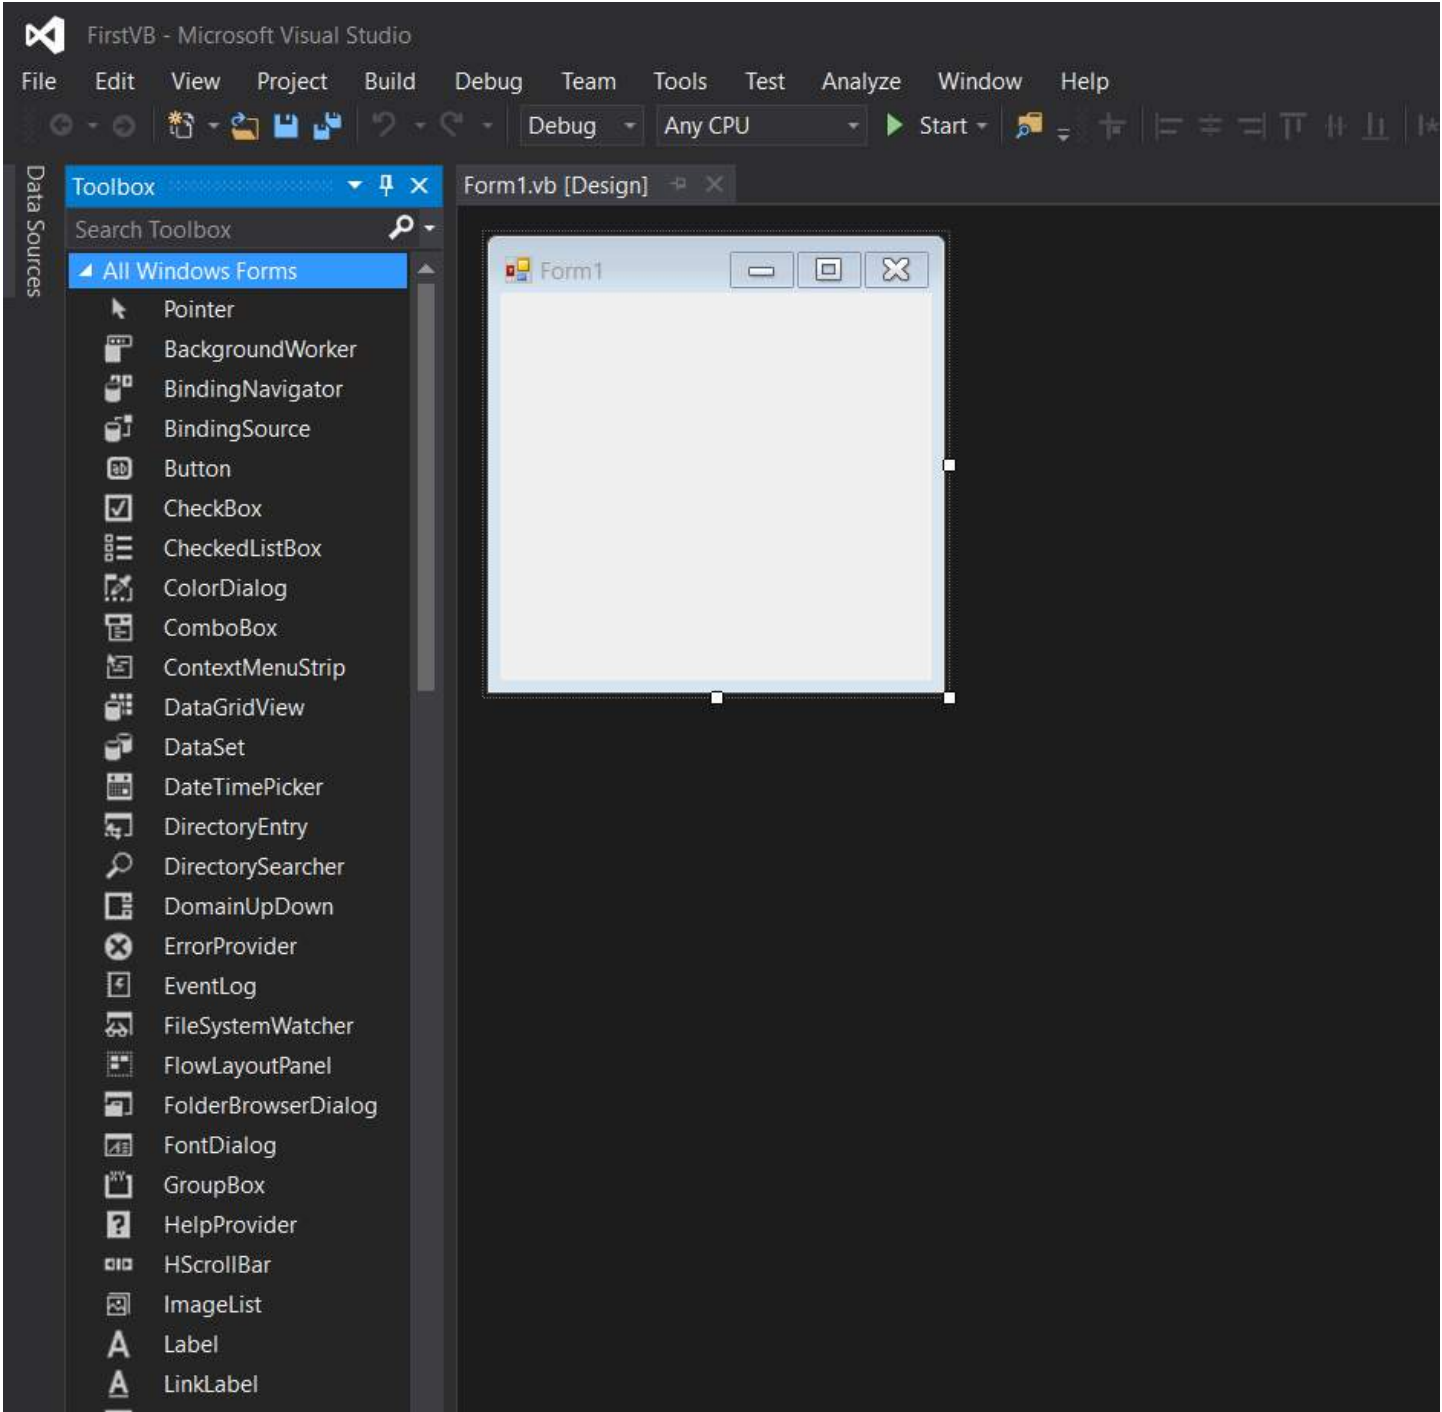 FirstVB - Microsoft Visual Studio
File Edit View Project Build Debug Team Tools Test Analyze Window Help
Debug Any CPU Start
Data Sources
Toolbox
Search Toolbox
All Windows Forms
Pointer
BackgroundWorker
BindingNavigator
BindingSource
Button
CheckBox
CheckedListBox
ColorDialog
ComboBox
ContextMenuStrip
DataGridView
DataSet
DateTimePicker
DirectoryEntry
DirectorySearcher
DomainUpDown
ErrorProvider
EventLog
FileSystemWatcher
FlowLayoutPanel
FolderBrowserDialog
FontDialog
GroupBox
HelpProvider
HScrollBar
ImageList
Label
LinkLabel
Form1.vb [Design]
Form1